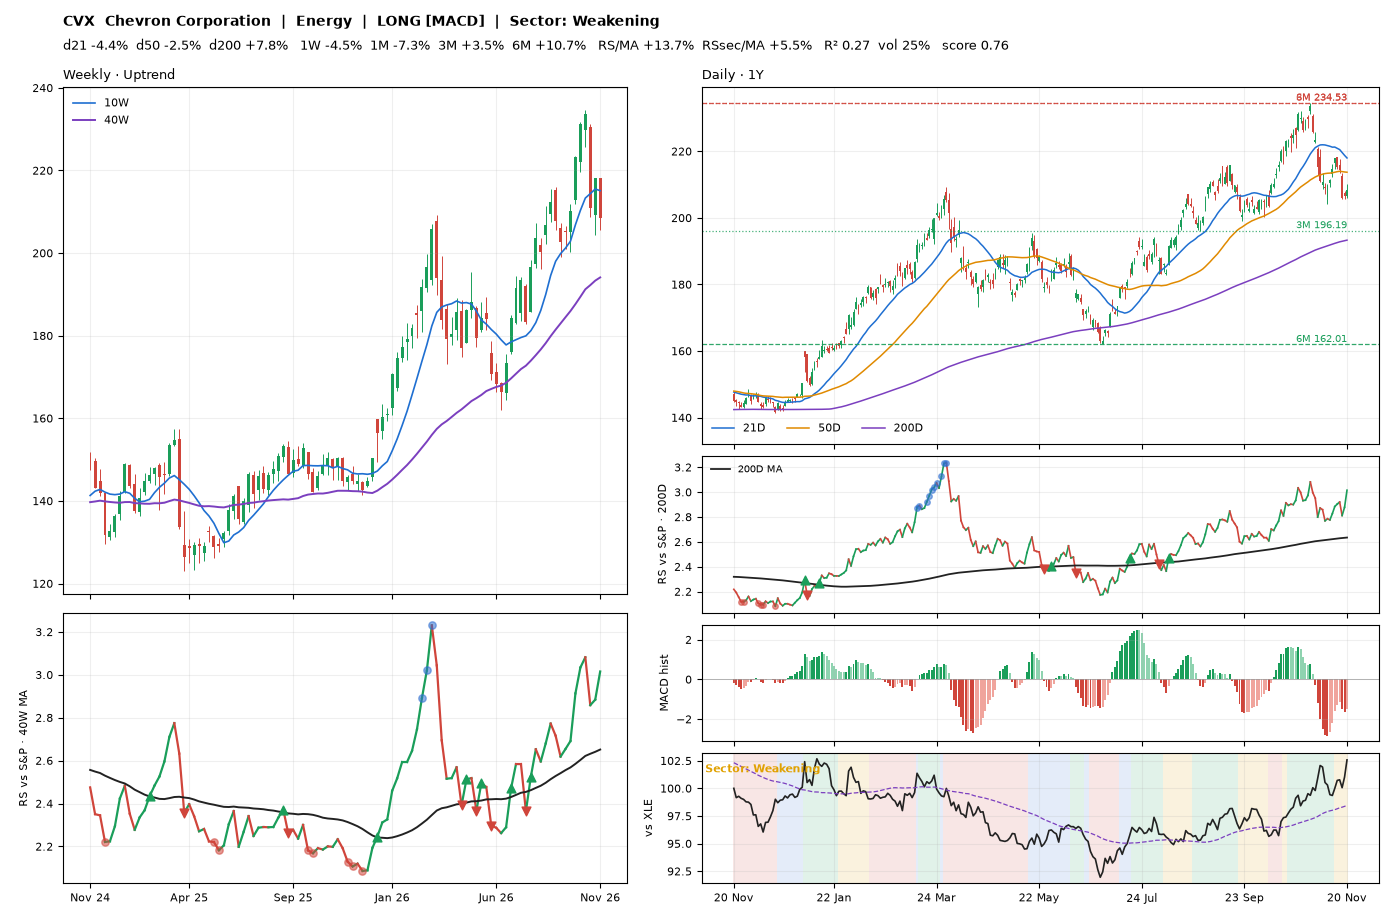 CVX  Chevron Corporation  |  Energy  |  LONG [MACD]  |  Sector: Weakening
d21 -4.4%  d50 -2.5%  d200 +7.8%   1W -4.5%  1M -7.3%  3M +3.5%  6M +10.7%   RS/MA +13.7%  RSsec/MA +5.5%   R² 0.27  vol 25%   score 0.76
Weekly · Uptrend
10W
40W
240
220
200
180
160
140
120
RS vs S&P · 40W MA
3.2
3.0
2.8
2.6
2.4
2.2
Nov 24
Apr 25
Sep 25
Jan 26
Jun 26
Nov 26
Daily · 1Y
6M 234.53
3M 196.19
6M 162.01
220
200
180
160
140
21D
50D
200D
RS vs S&P · 200D
200D MA
3.2
3.0
2.8
2.6
2.4
2.2
MACD hist
2
0
−2
vs XLE
Sector: Weakening
102.5
100.0
97.5
95.0
92.5
20 Nov
22 Jan
24 Mar
22 May
24 Jul
23 Sep
20 Nov